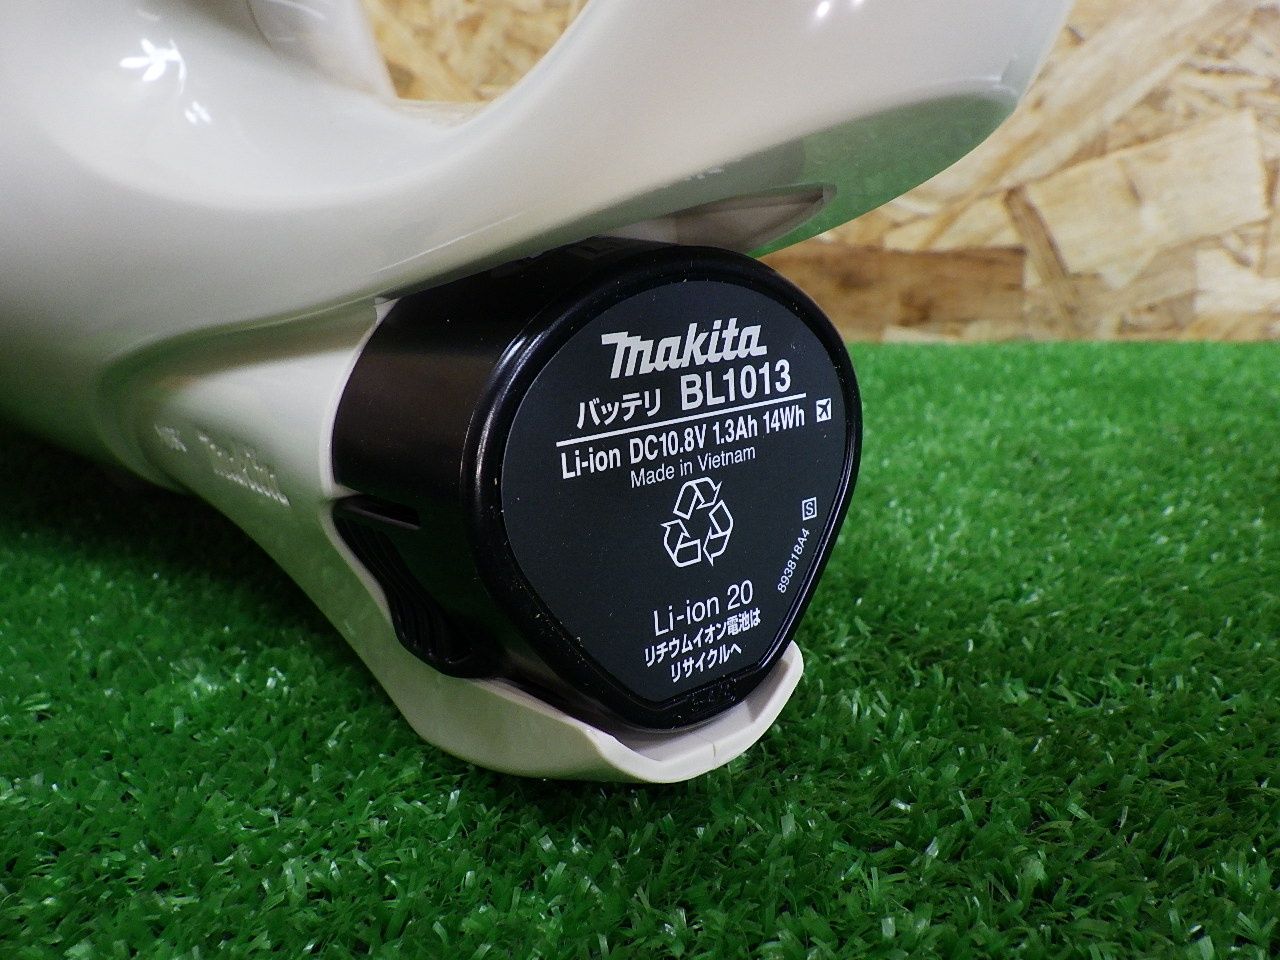 makita
バッテリ BL1013
Li-ion DC10.8V 1.3Ah 14Wh
Made in Vietnam
S
893818A4
Li-ion 20
リチウムイオン電池は
リサイクルへ
Makita